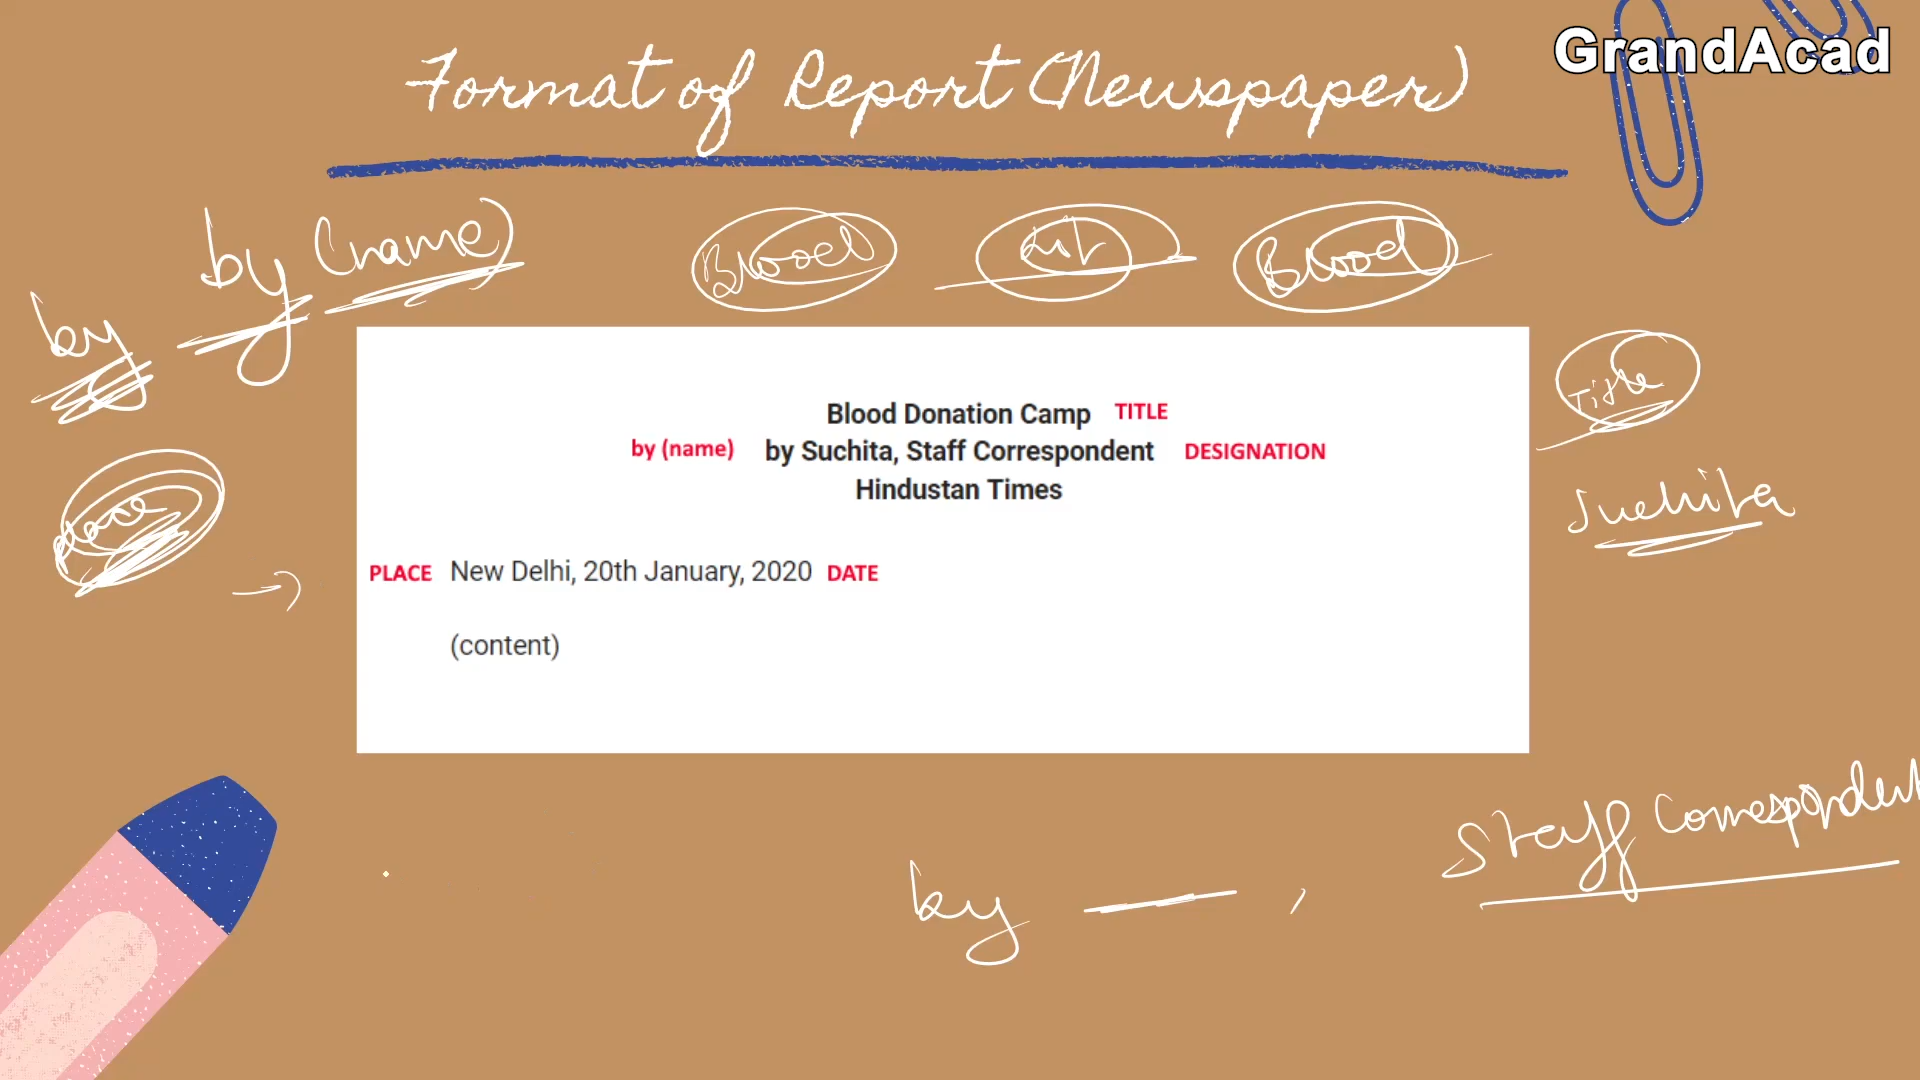 GrandAcad
Format of Report (Newspaper)
by (name)
Blood
Blood
by
Title
Blood Donation Camp TITLE
by (name) by Suchita, Staff Correspondent DESIGNATION
Hindustan Times
Suchita
PLACE New Delhi, 20th January, 2020 DATE
(content)
Staff Correspondent
by — ,